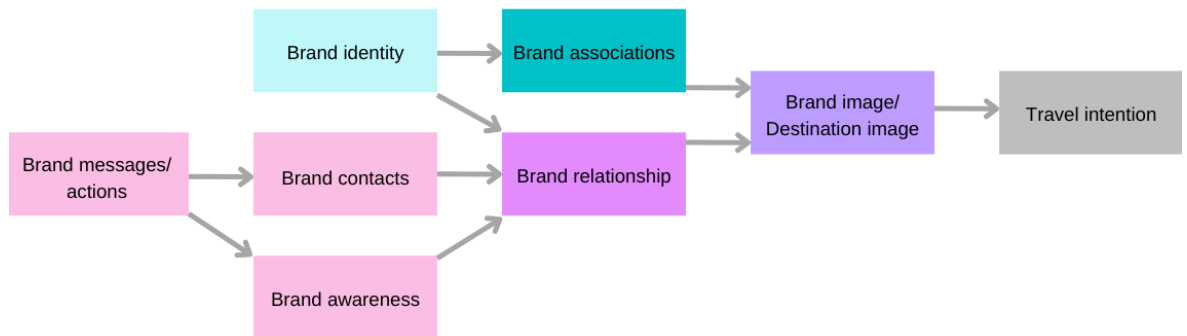 Brand identity
Brand associations
Brand image/
Destination image
Travel intention
Brand messages/
actions
Brand contacts
Brand relationship
Brand awareness